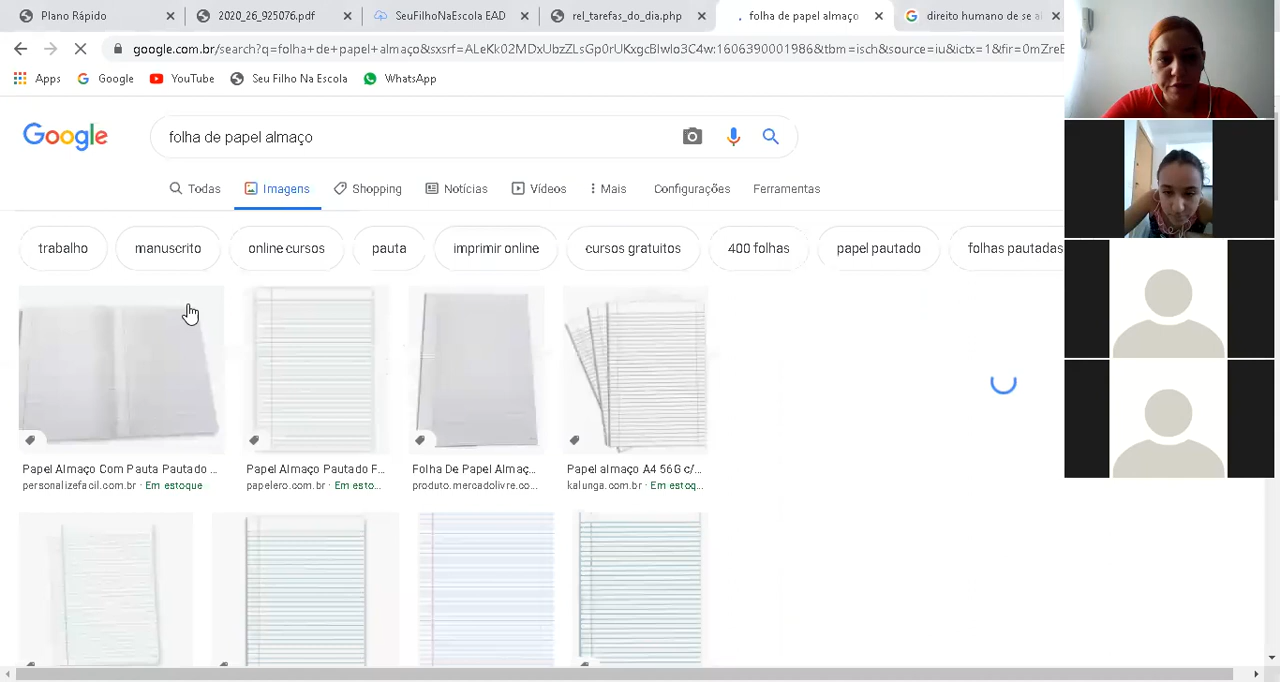 Plano Rápido
2020_26_925076.pdf
SeuFilhoNaEscola EAD
rel_tarefas_do_dia.php
folha de papel almaço
direito humano de se al
google.com.br/search?q=folha+de+papel+almaço&sxsrf=ALeKk02MDxUbzZLsGp0rUKxgcBIwIo3C4w:1606390001986&tbm=isch&source=iu&ictx=1&fir=0mZreE
Apps
Google
YouTube
Seu Filho Na Escola
WhatsApp
Google
folha de papel almaço
Todas
Imagens
Shopping
Notícias
Vídeos
Mais
Configurações
Ferramentas
trabalho
manuscrito
online cursos
pauta
imprimir online
cursos gratuitos
400 folhas
papel pautado
folhas pautadas
Papel Almaço Com Pauta Pautado ...
personalizefacil.com.br · Em estoque
Papel Almaço Pautado F...
papelero.com.br · Em esto...
Folha De Papel Almaç...
produto.mercadolivre.co...
Papel almaço A4 56G c/...
kalunga.com.br · Em estoq...